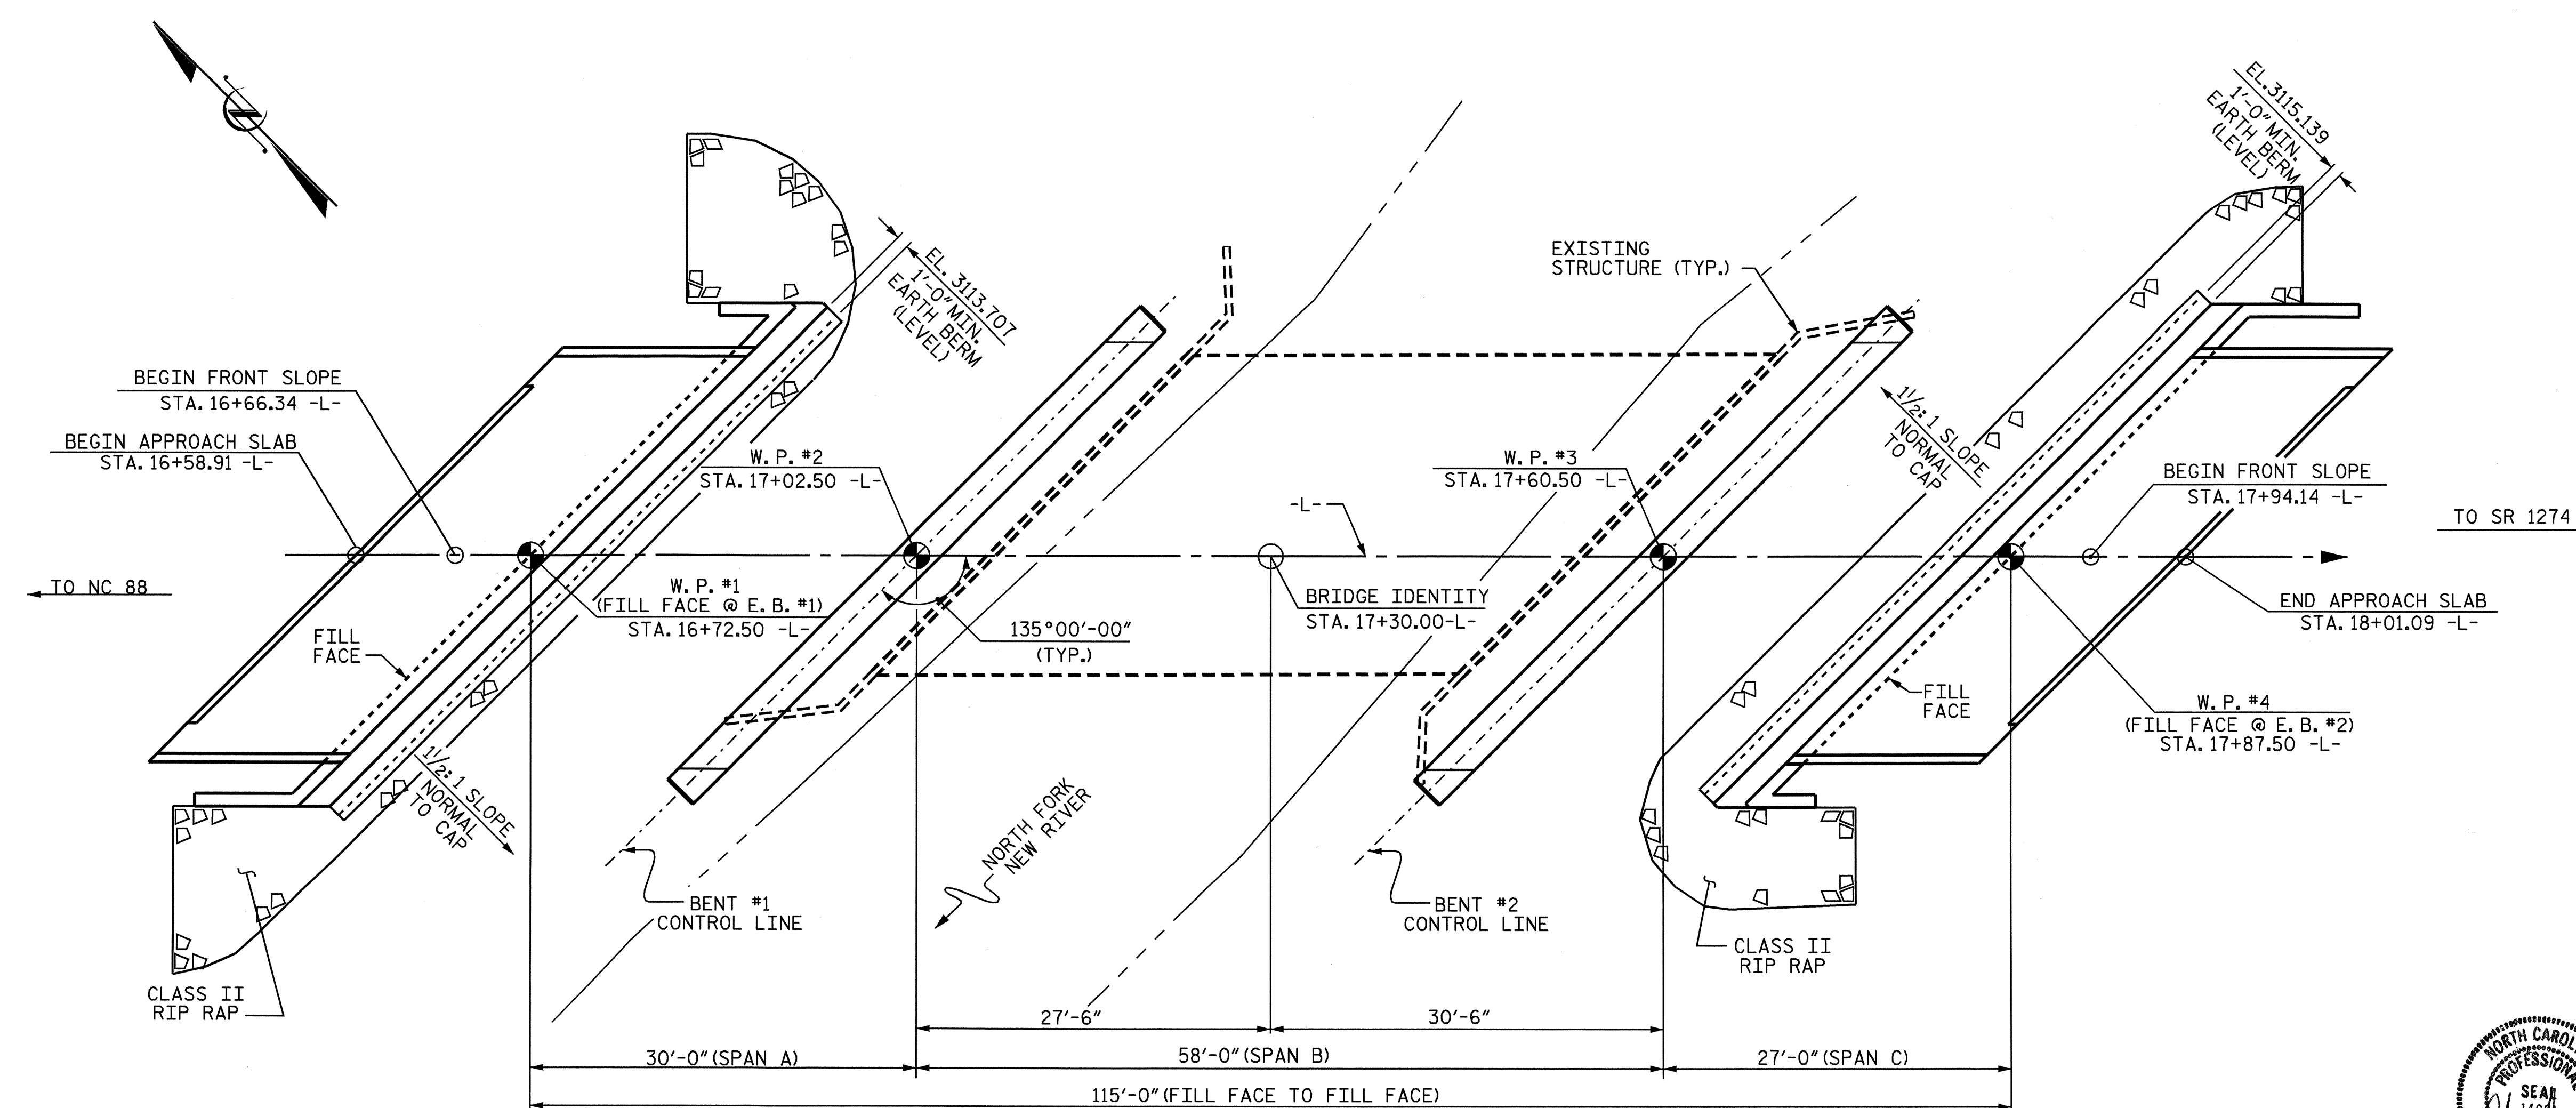 EL. 3115.139
1'-0" MIN.
EARTH BERM
(LEVEL)
EL. 3113.707
1'-0" MIN.
EARTH BERM
(LEVEL)
EXISTING
STRUCTURE (TYP.)
BEGIN FRONT SLOPE
STA. 16+66.34 -L-
BEGIN APPROACH SLAB
STA. 16+58.91 -L-
W. P. #2
STA. 17+02.50 -L-
W. P. #3
STA. 17+60.50 -L-
1½: 1 SLOPE
NORMAL
TO CAP
BEGIN FRONT SLOPE
STA. 17+94.14 -L-
-L-
TO SR 1274
TO NC 88
W. P. #1
(FILL FACE @ E. B. #1)
STA. 16+72.50 -L-
BRIDGE IDENTITY
STA. 17+30.00-L-
END APPROACH SLAB
STA. 18+01.09 -L-
135°00'-00"
(TYP.)
FILL
FACE
FILL
FACE
W. P. #4
(FILL FACE @ E. B. #2)
STA. 17+87.50 -L-
1½: 1 SLOPE
NORMAL
TO CAP
NORTH FORK
NEW RIVER
BENT #1
CONTROL LINE
BENT #2
CONTROL LINE
CLASS II
RIP RAP
CLASS II
RIP RAP
27'-6"
30'-6"
30'-0" (SPAN A)
58'-0" (SPAN B)
27'-0" (SPAN C)
115'-0" (FILL FACE TO FILL FACE)
NORTH
PROFESSIONA
SEAL